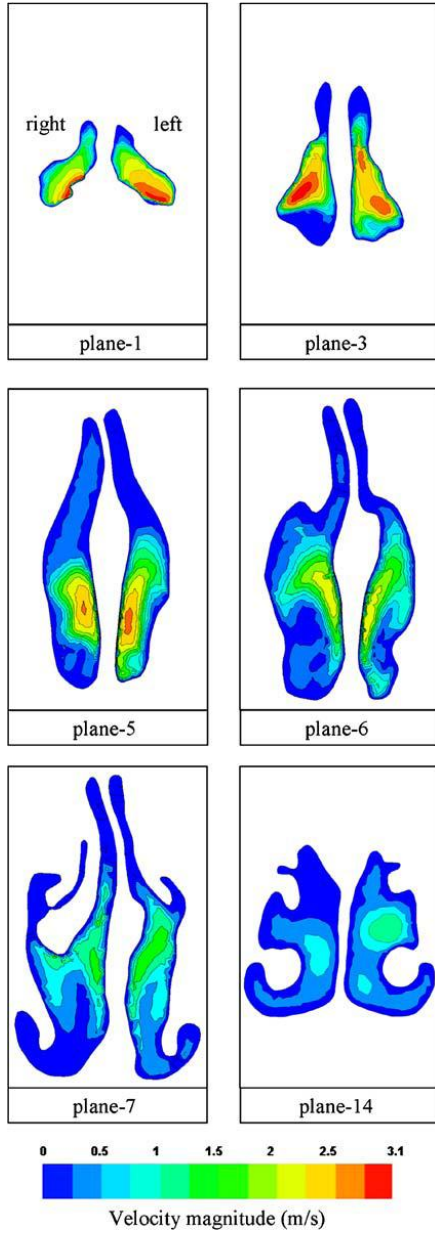 right left
plane-1
plane-3
plane-5
plane-6
plane-7
plane-14
0 0.5 1 1.5 2 2.5 3.1
Velocity magnitude (m/s)